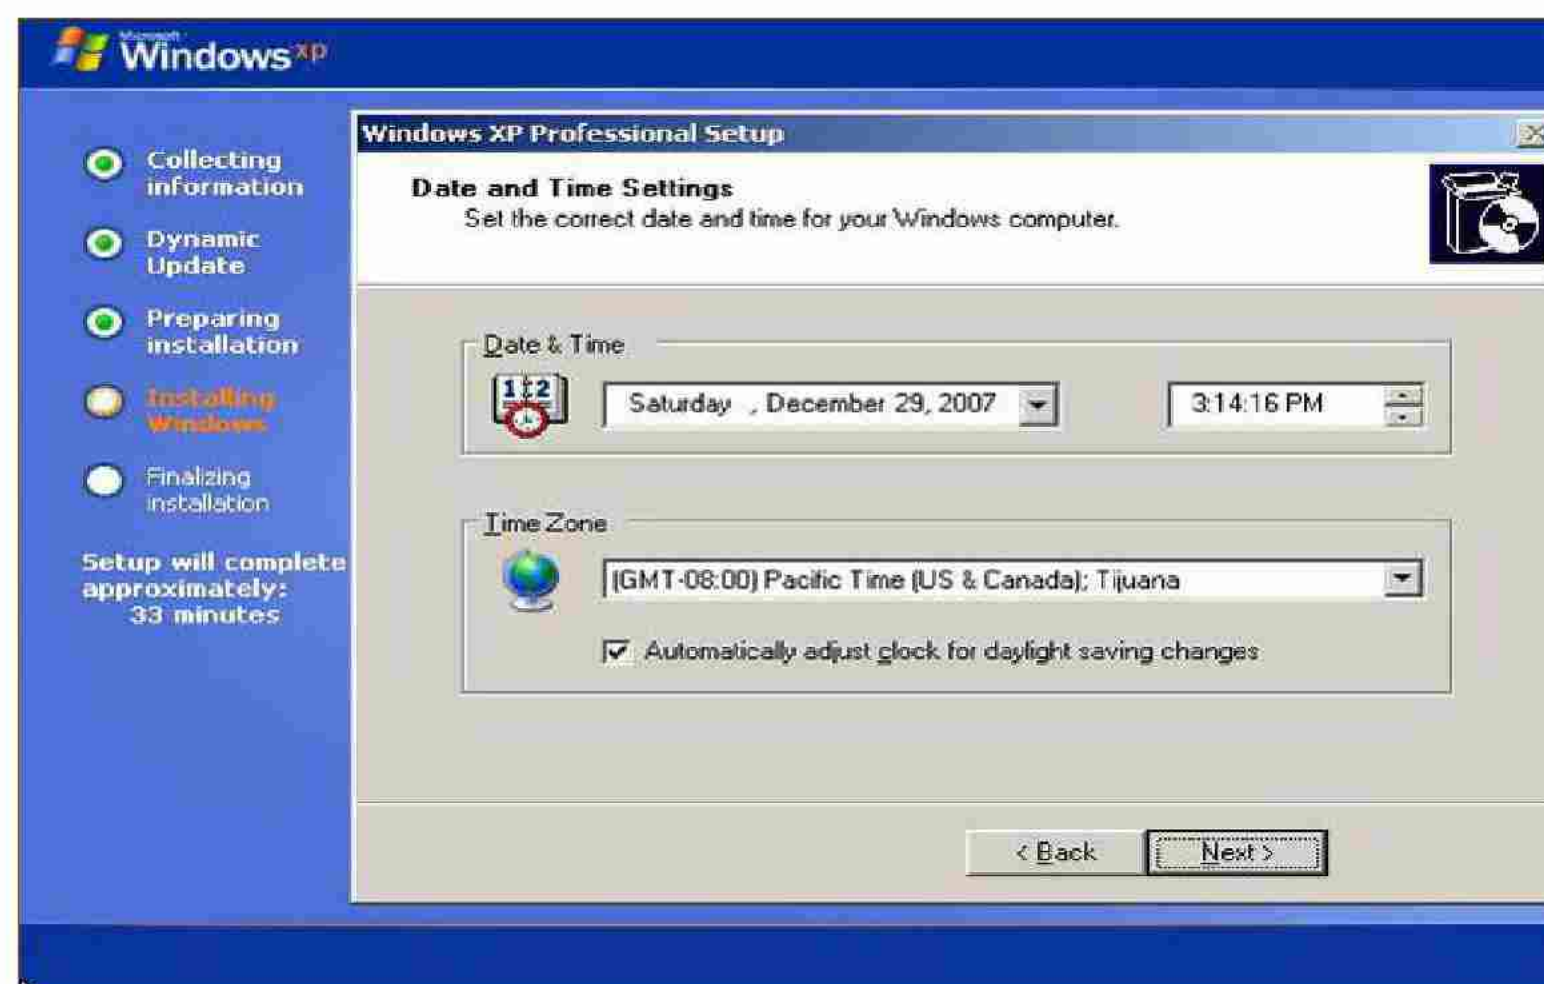 Microsoft
Windows xp
Collecting
information
Dynamic
Update
Preparing
installation
Installing
Windows
Finalizing
installation
Setup will complete
approximately:
33 minutes
Windows XP Professional Setup
Date and Time Settings
Set the correct date and time for your Windows computer.
Date & Time
1 2
Saturday , December 29, 2007
3:14:16 PM
Time Zone
(GMT-08:00) Pacific Time (US & Canada); Tijuana
Automatically adjust clock for daylight saving changes
< Back
Next >